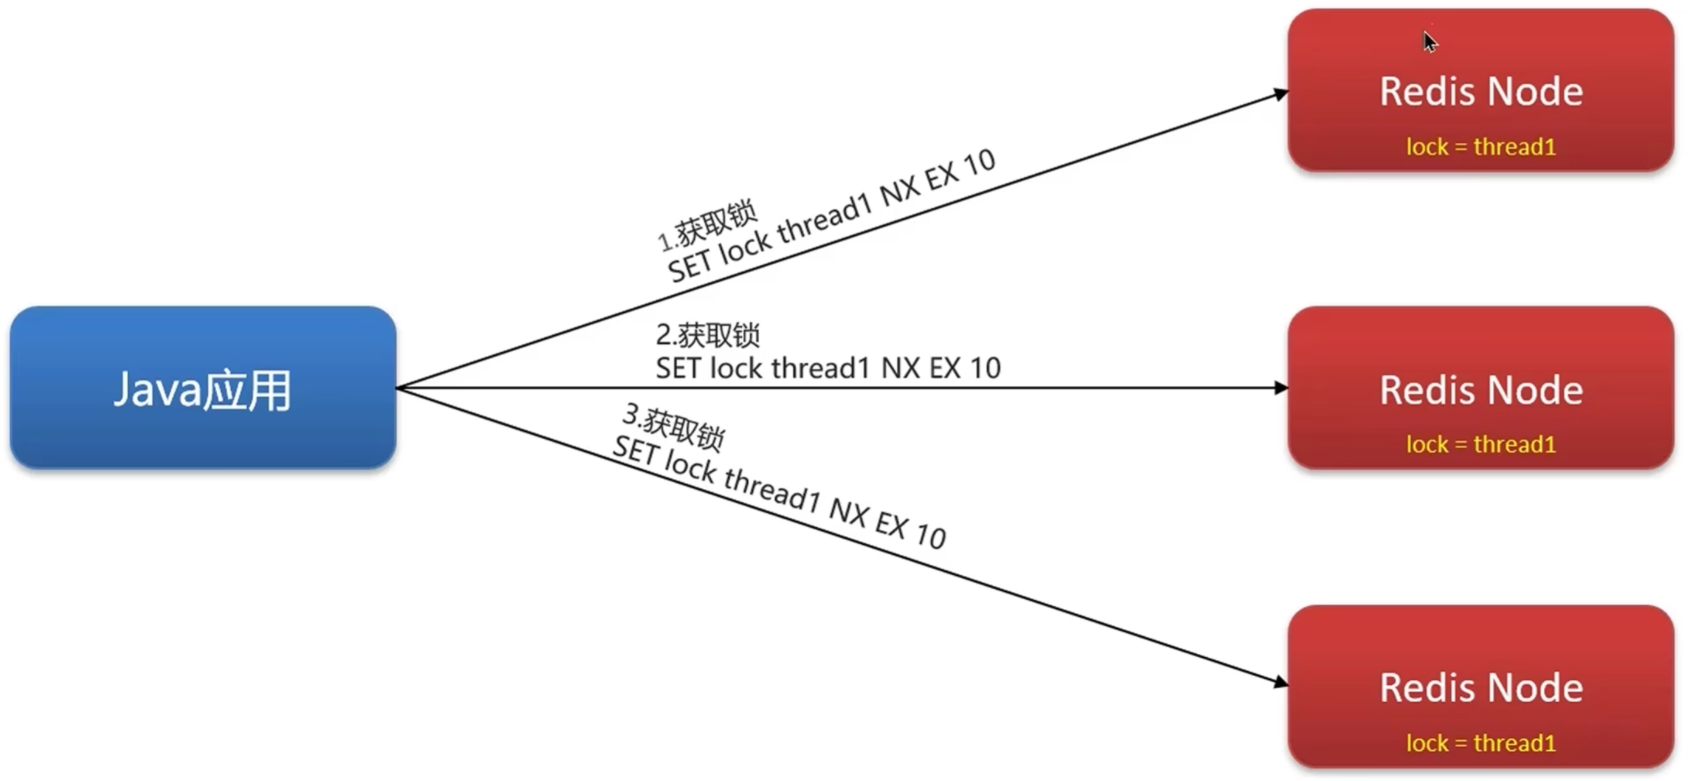 Redis Node
lock = thread1
1.获取锁
SET lock thread1 NX EX 10
2.获取锁
SET lock thread1 NX EX 10
Java应用
Redis Node
lock = thread1
3.获取锁
SET lock thread1 NX EX 10
Redis Node
lock = thread1